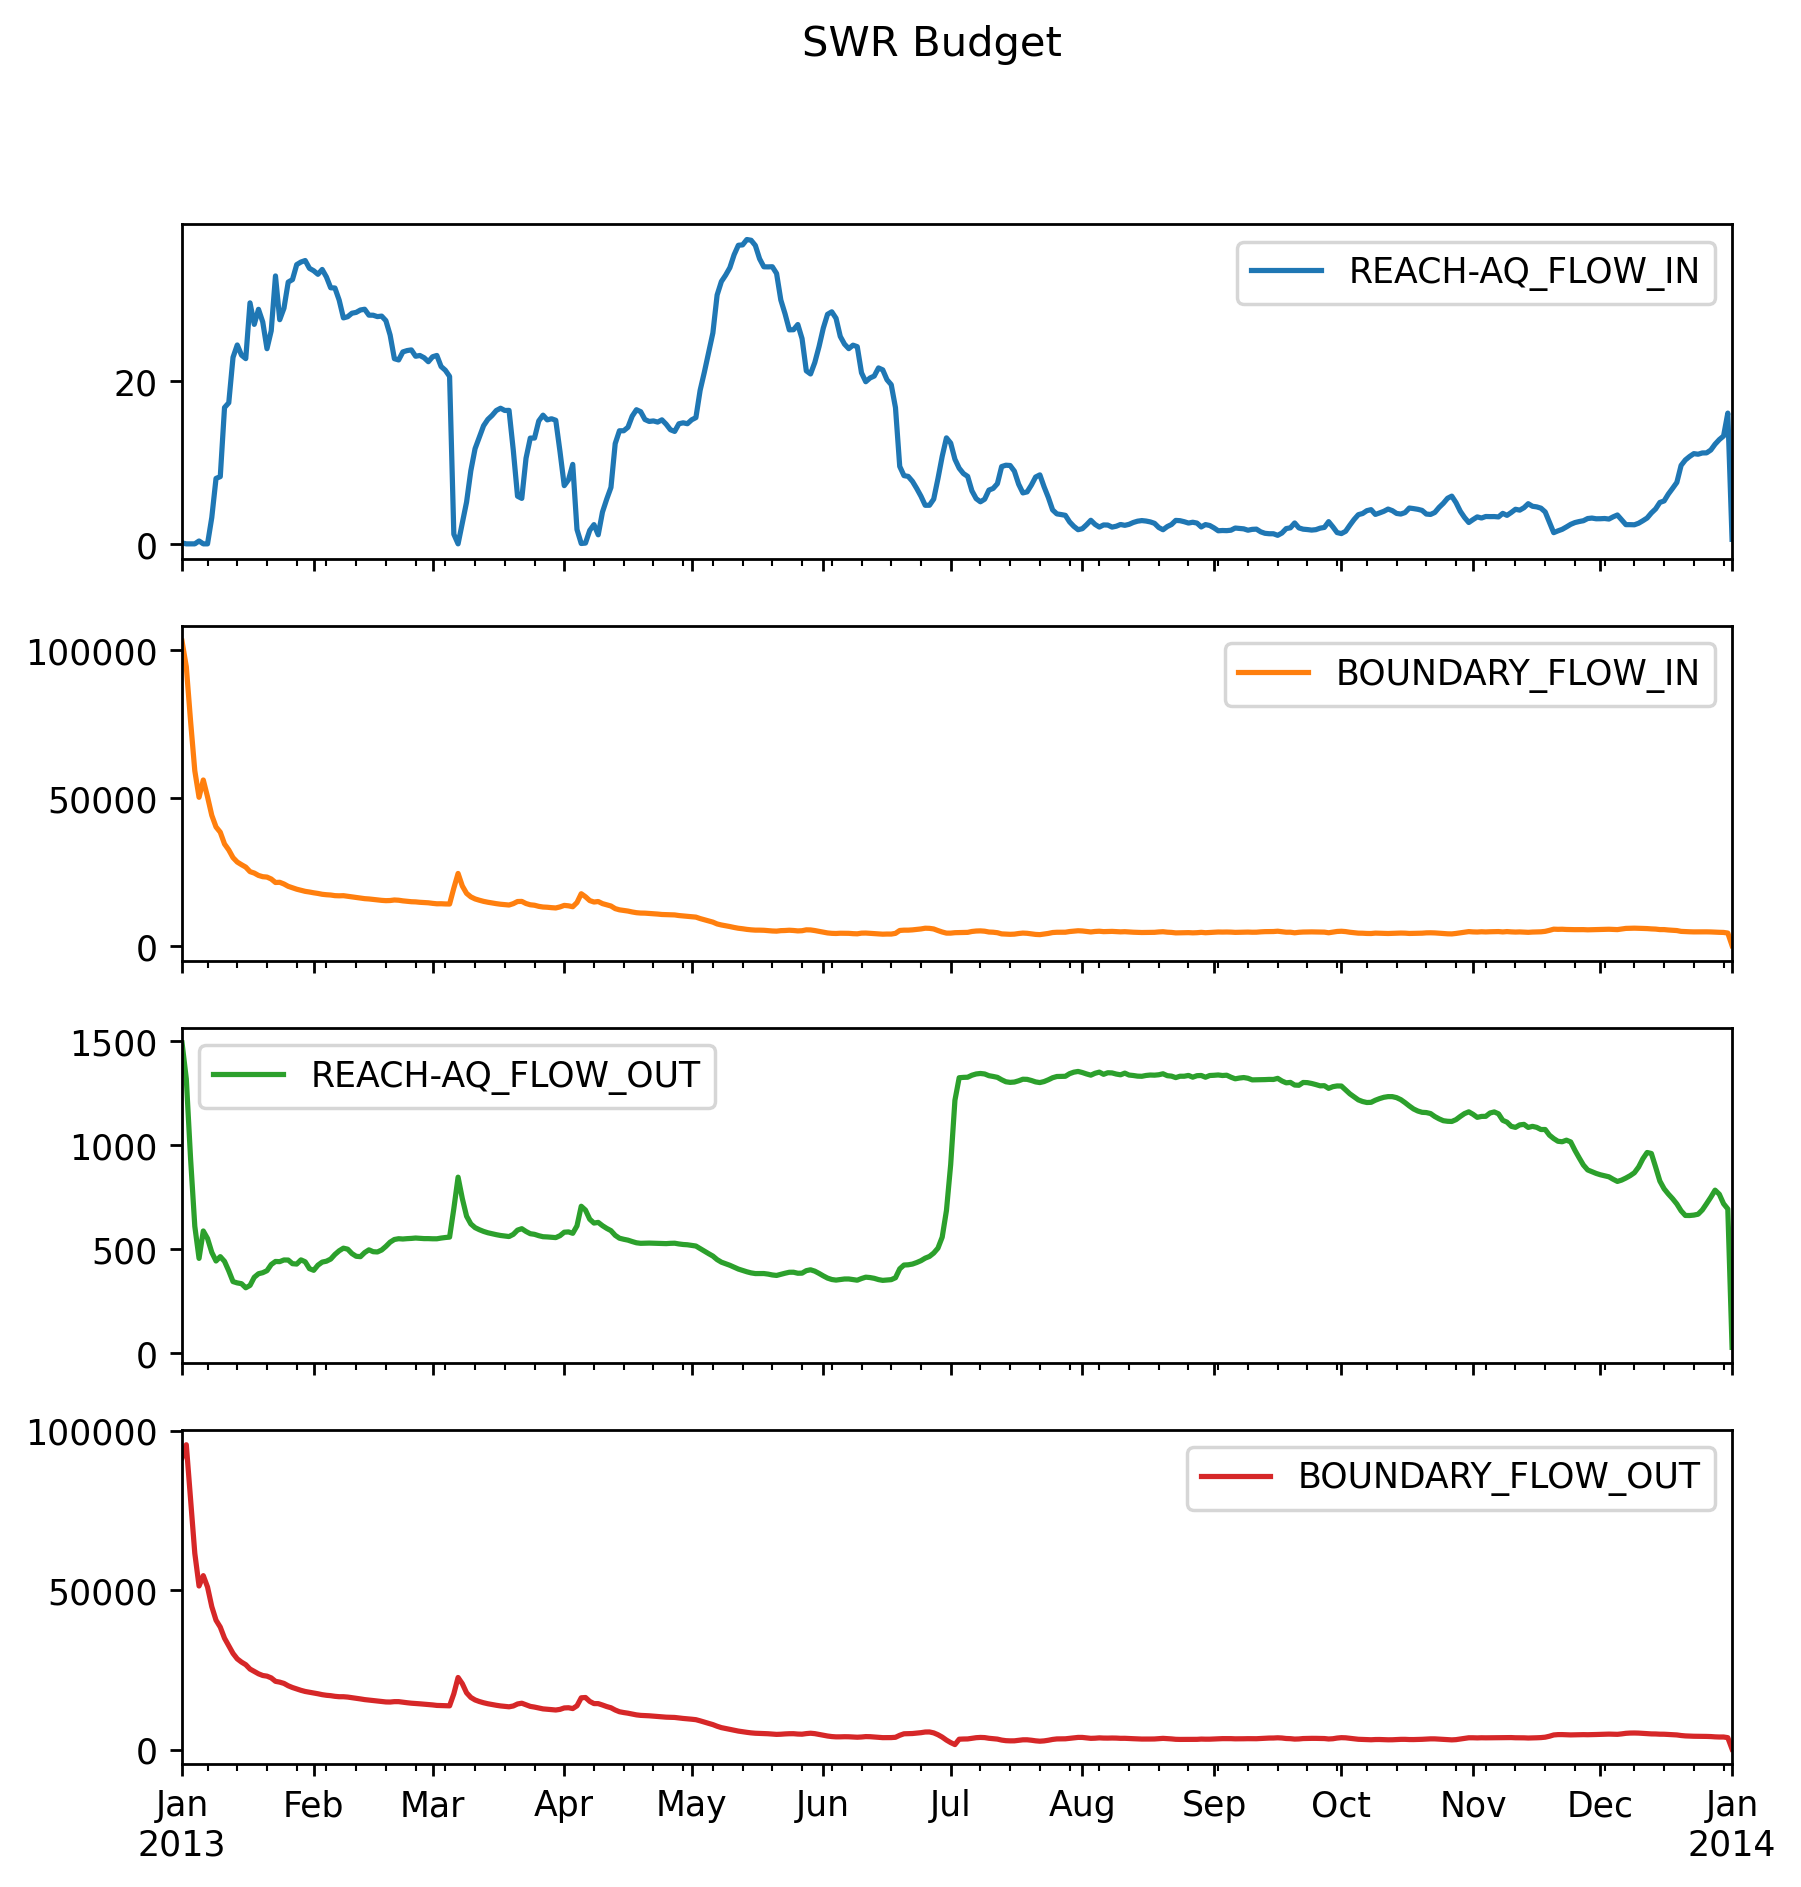 SWR Budget
REACH-AQ_FLOW_IN
20
0
BOUNDARY_FLOW_IN
100000
50000
0
REACH-AQ_FLOW_OUT
1500
1000
500
0
BOUNDARY_FLOW_OUT
100000
50000
0
Jan Feb Mar Apr May Jun Jul Aug Sep Oct Nov Dec Jan
2013 2014